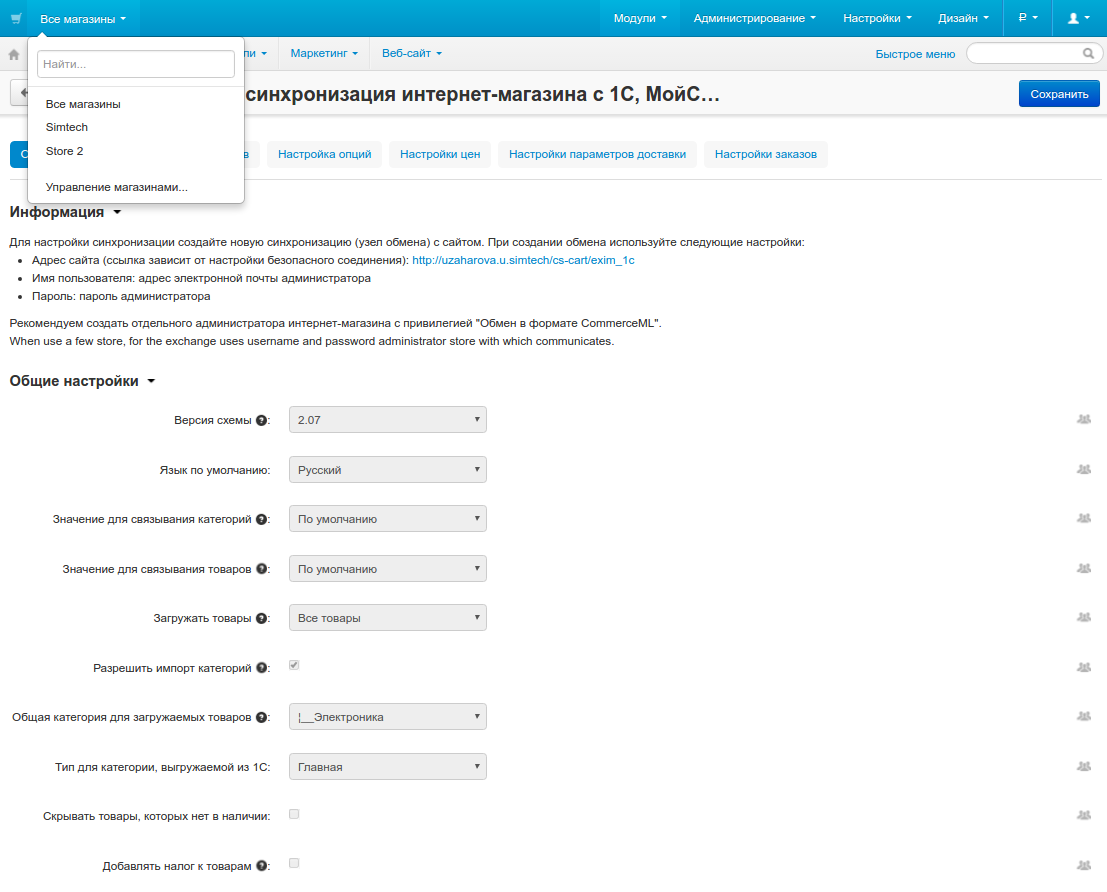 Все магазины
Модули
Администрирование
Настройки
Дизайн
₽
ли
Маркетинг
Веб-сайт
Быстрое меню
Найти...
Все магазины
Simtech
Store 2
Управление магазинами...
синхронизация интернет-магазина с 1С, МойС...
Сохранить
С
в
Настройка опций
Настройки цен
Настройки параметров доставки
Настройки заказов
Информация
Для настройки синхронизации создайте новую синхронизацию (узел обмена) с сайтом. При создании обмена используйте следующие настройки:
Адрес сайта (ссылка зависит от настройки безопасного соединения): http://uzaharova.u.simtech/cs-cart/exim_1c
Имя пользователя: адрес электронной почты администратора
Пароль: пароль администратора
Рекомендуем создать отдельного администратора интернет-магазина с привилегией "Обмен в формате CommerceML".
When use a few store, for the exchange uses username and password administrator store with which communicates.
Общие настройки
Версия схемы ?: 2.07
Язык по умолчанию: Русский
Значение для связывания категорий ?: По умолчанию
Значение для связывания товаров ?: По умолчанию
Загружать товары ?: Все товары
Разрешить импорт категорий ?:
Общая категория для загружаемых товаров ?: ¦__Электроника
Тип для категории, выгружаемой из 1С: Главная
Скрывать товары, которых нет в наличии:
Добавлять налог к товарам ?: